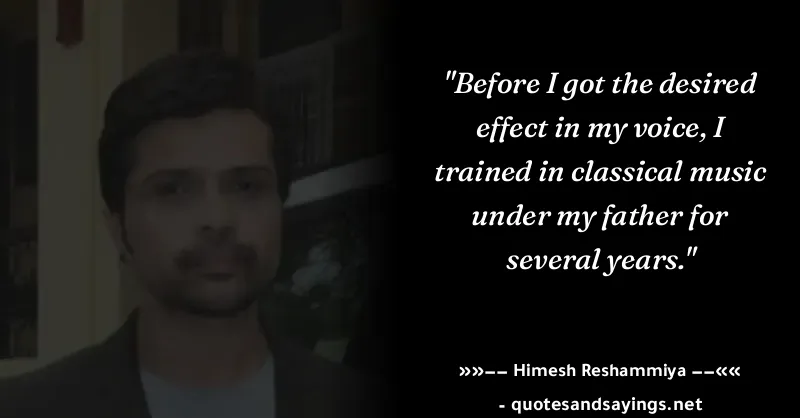 "Before I got the desired
effect in my voice, I
trained in classical music
under my father for
several years."
»»–– Himesh Reshammiya ––««
- quotesandsayings.net